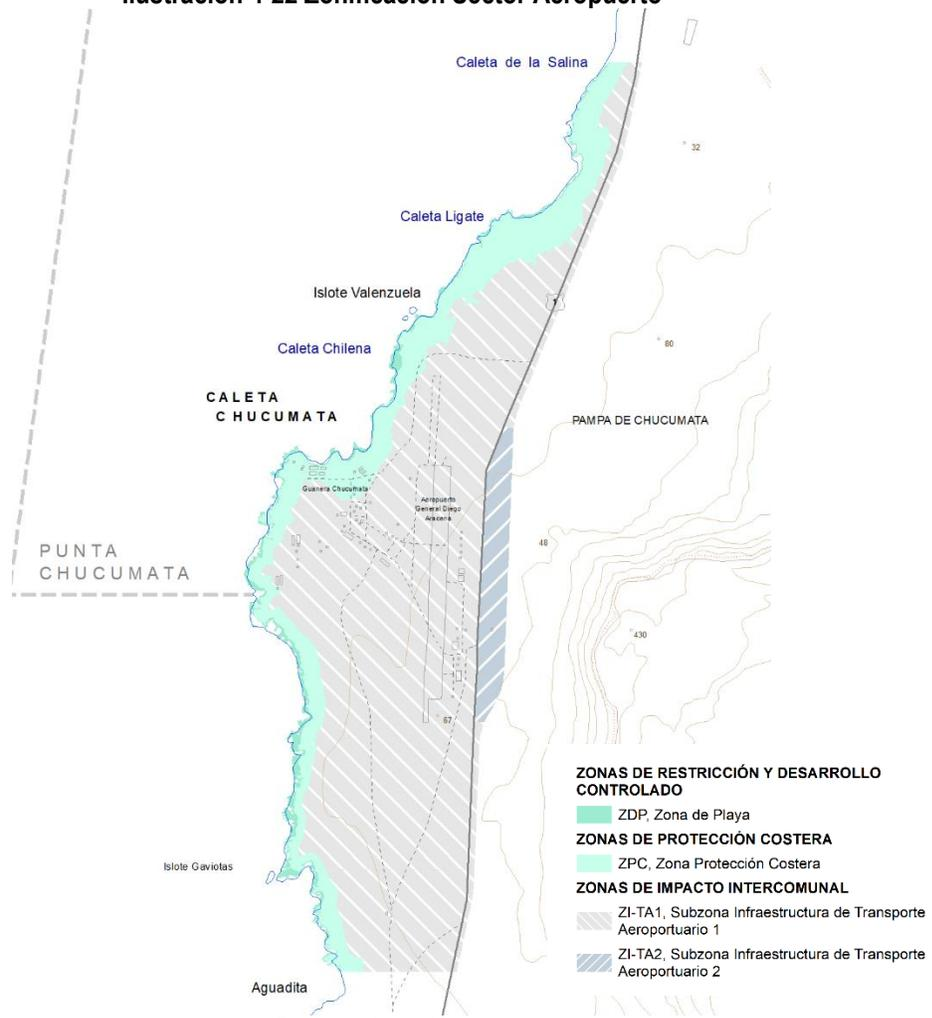 Ilustración 4-22 Zonificación Sector Aeropuerto
Caleta de la Salina
32
Caleta Ligate
Islote Valenzuela
1
80
Caleta Chilena
CALETA
CHUCUMATA
PAMPA DE CHUCUMATA
Guanera Chucumata
Aeropuerto
General Diego
Aracena
48
PUNTA
CHUCUMATA
430
67
ZONAS DE RESTRICCIÓN Y DESARROLLO
CONTROLADO
ZDP, Zona de Playa
ZONAS DE PROTECCIÓN COSTERA
ZPC, Zona Protección Costera
ZONAS DE IMPACTO INTERCOMUNAL
ZI-TA1, Subzona Infraestructura de Transporte
Aeroportuario 1
ZI-TA2, Subzona Infraestructura de Transporte
Aeroportuario 2
Islote Gaviotas
Aguadita